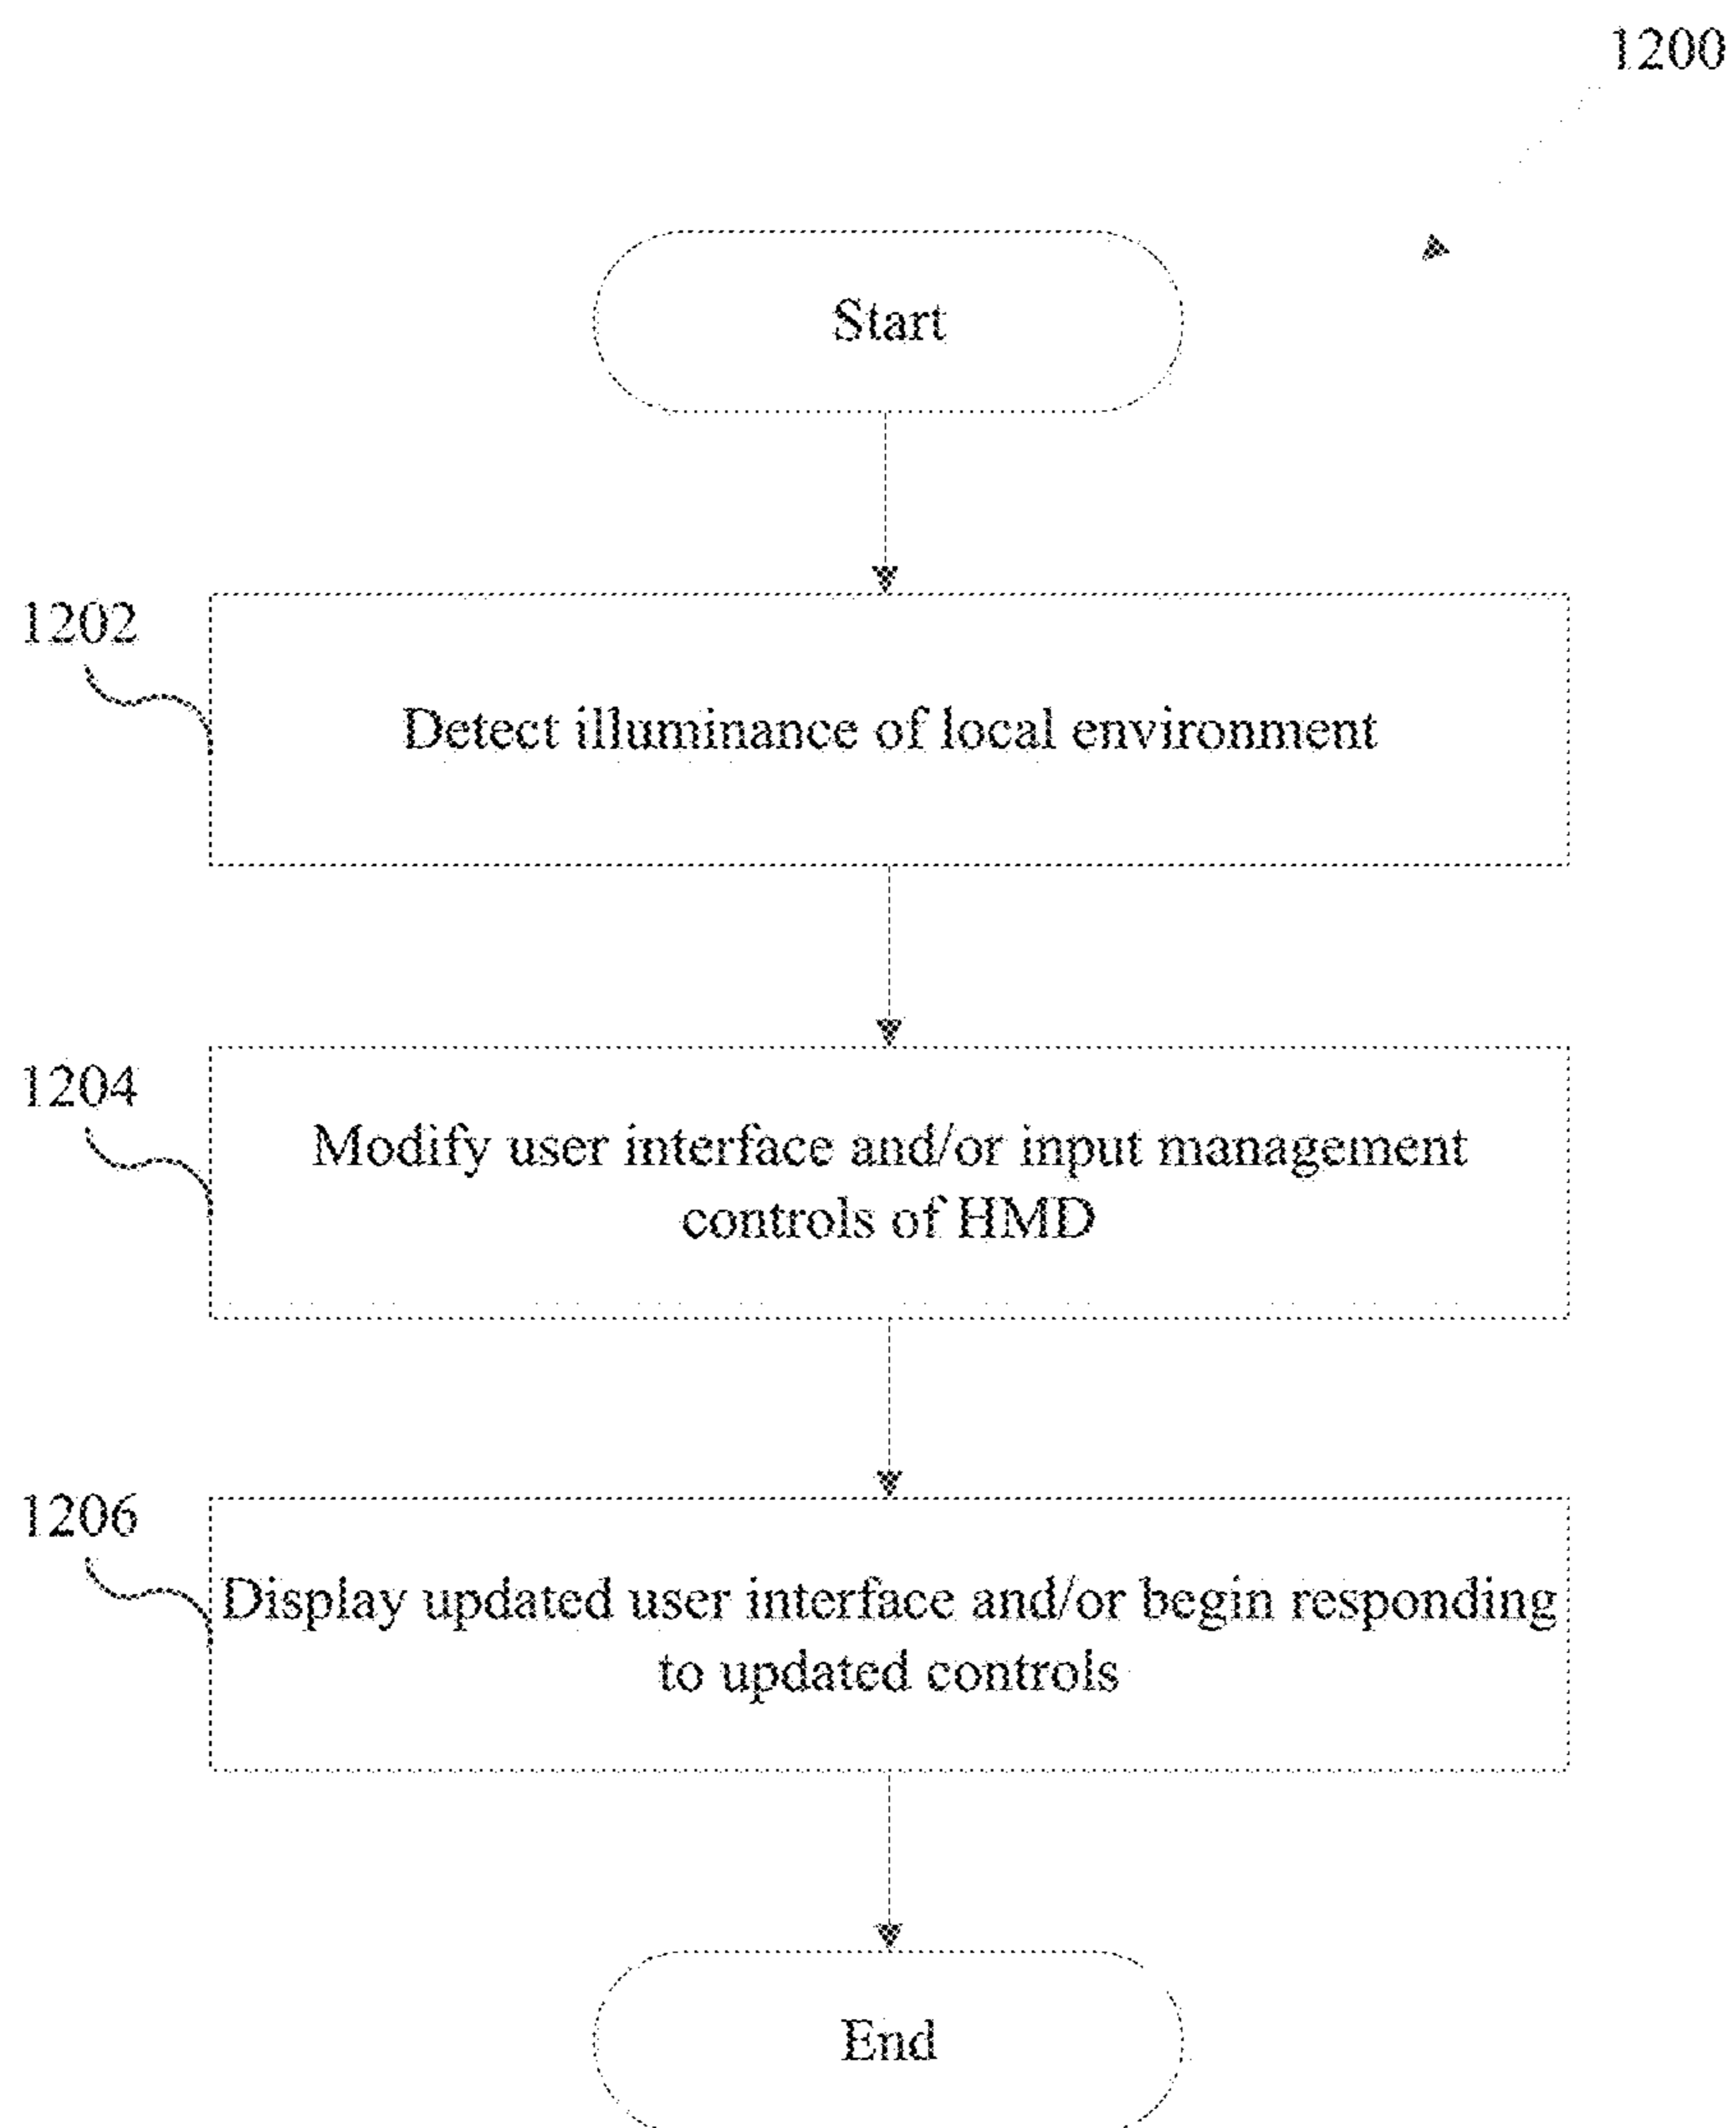 1200
Start
1202
Detect illuminance of local environment
1204
Modify user interface and/or input management
controls of HMD
1206
Display updated user interface and/or begin responding
to updated controls
End